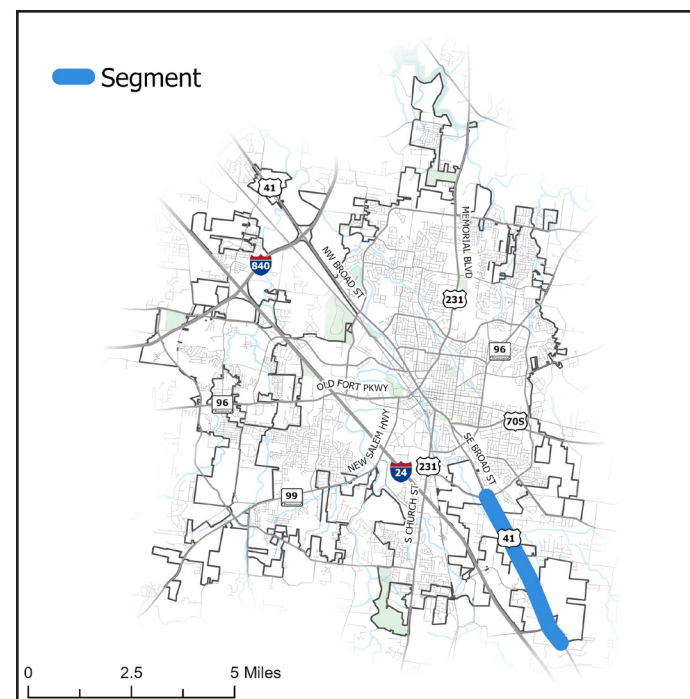 Segment
41
840
NW BROAD ST
MEMORIAL BLVD
231
96
OLD FORT PKWY
96
70S
NEW SALEM HWY
SE BROAD ST
24
231
99
S CHURCH ST
41
0 2.5 5 Miles